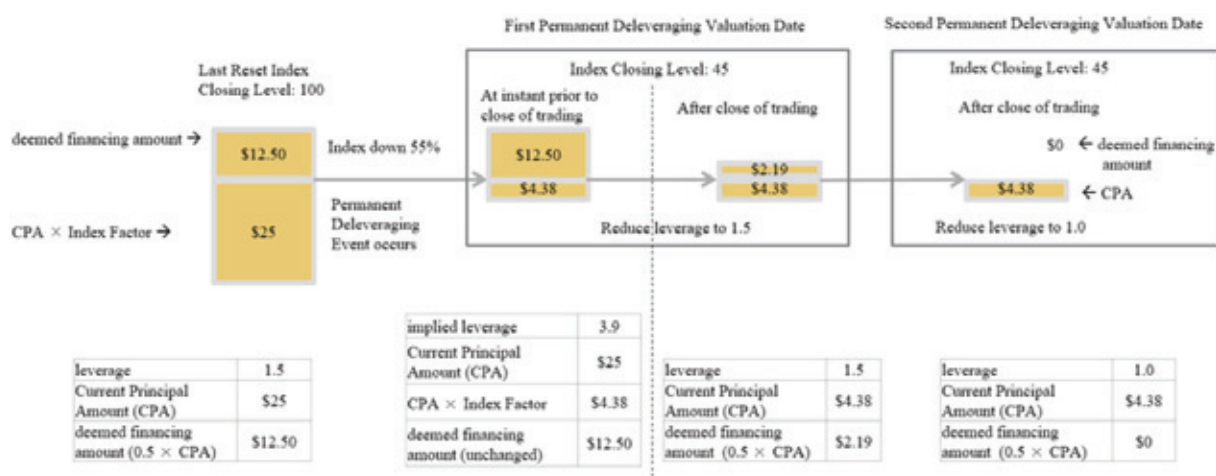 First Permanent Deleveraging Valuation Date
Second Permanent Deleveraging Valuation Date
Last Reset Index
Closing Level: 100
deemed financing amount →
$12.50
CPA × Index Factor →
$25
Index down 55%
Permanent
Deleveraging
Event occurs
Index Closing Level: 45
At instant prior to
close of trading
$12.50
$4.38
After close of trading
$2.19
$4.38
Reduce leverage to 1.5
Index Closing Level: 45
After close of trading
$0 ← deemed financing
amount
$4.38 ← CPA
Reduce leverage to 1.0
leverage 1.5
Current Principal
Amount (CPA) $25
deemed financing
amount (0.5 × CPA) $12.50
implied leverage 3.9
Current Principal
Amount (CPA) $25
CPA × Index Factor $4.38
deemed financing
amount (unchanged) $12.50
leverage 1.5
Current Principal
Amount (CPA) $4.38
deemed financing
amount (0.5 × CPA) $2.19
leverage 1.0
Current Principal
Amount (CPA) $4.38
deemed financing
amount (0.5 × CPA) $0